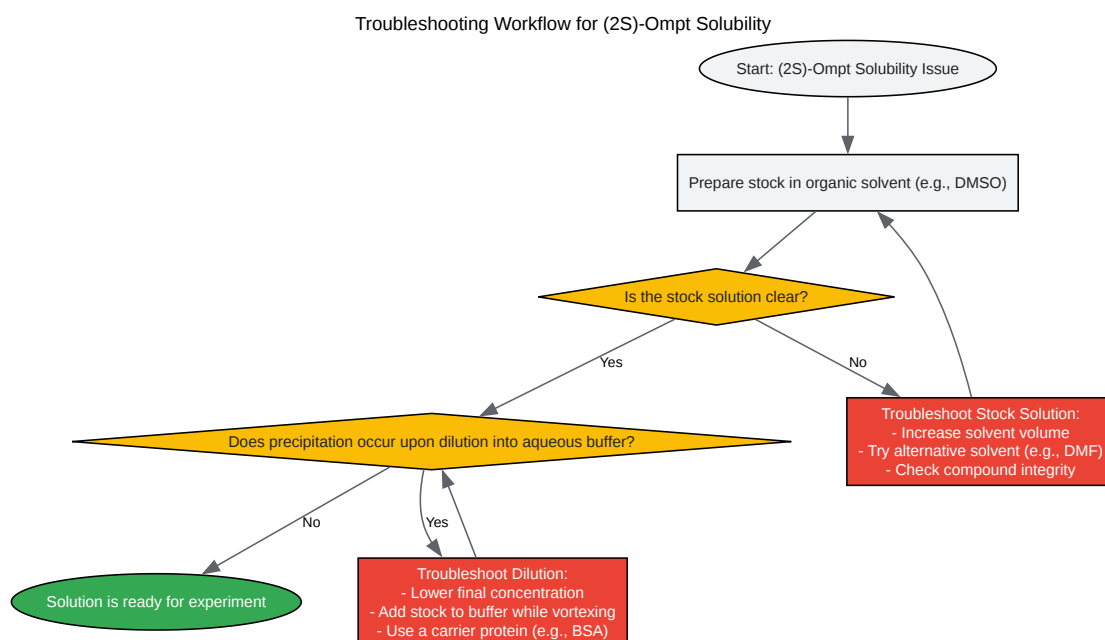 Troubleshooting Workflow for (2S)-Ompt Solubility
Start: (2S)-Ompt Solubility Issue
Prepare stock in organic solvent (e.g., DMSO)
Is the stock solution clear?
Yes
No
Troubleshoot Stock Solution:
- Increase solvent volume
- Try alternative solvent (e.g., DMF)
- Check compound integrity
Does precipitation occur upon dilution into aqueous buffer?
No
Yes
Solution is ready for experiment
Troubleshoot Dilution:
- Lower final concentration
- Add stock to buffer while vortexing
- Use a carrier protein (e.g., BSA)